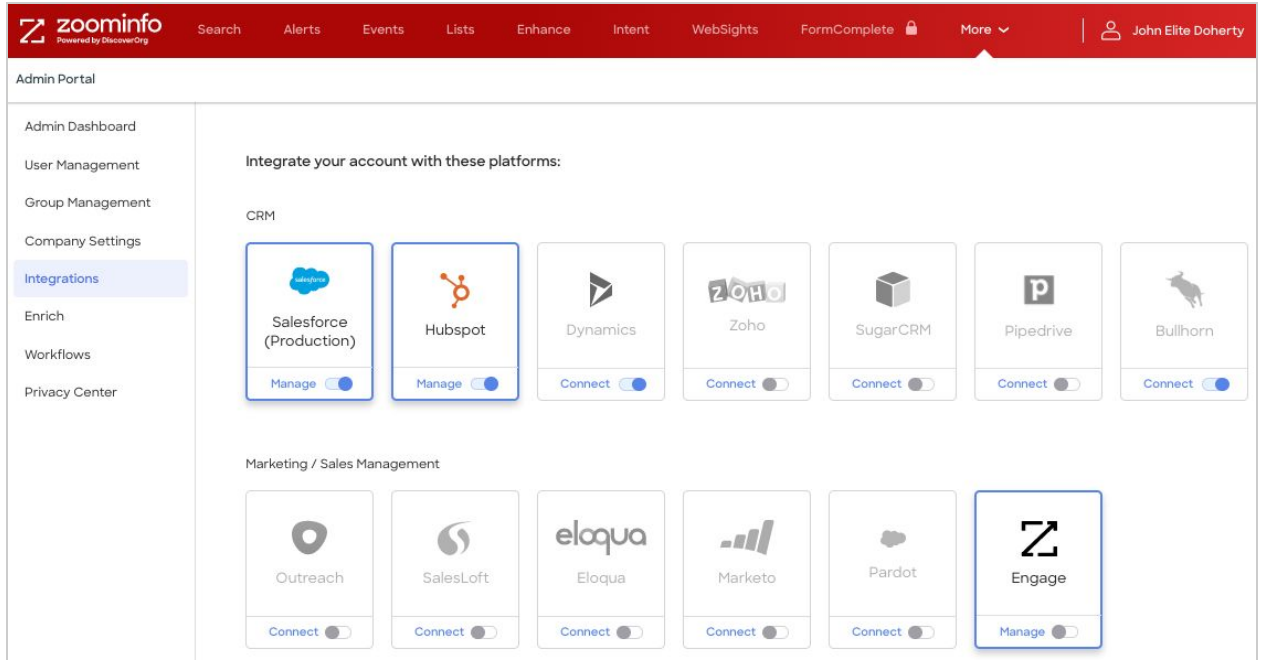 zoominfo
Powered by DiscoverOrg
Search Alerts Events Lists Enhance Intent WebSights FormComplete More John Elite Doherty
Admin Portal
Admin Dashboard
User Management
Group Management
Company Settings
Integrations
Enrich
Workflows
Privacy Center
Integrate your account with these platforms:
CRM
salesforce
Salesforce
(Production)
Manage
Hubspot
Manage
Dynamics
Connect
ZOHO
Zoho
Connect
SugarCRM
Connect
p
Pipedrive
Connect
Bullhorn
Connect
Marketing / Sales Management
Outreach
Connect
SalesLoft
Connect
eloqua
Eloqua
Connect
Marketo
Connect
Pardot
Connect
Engage
Manage